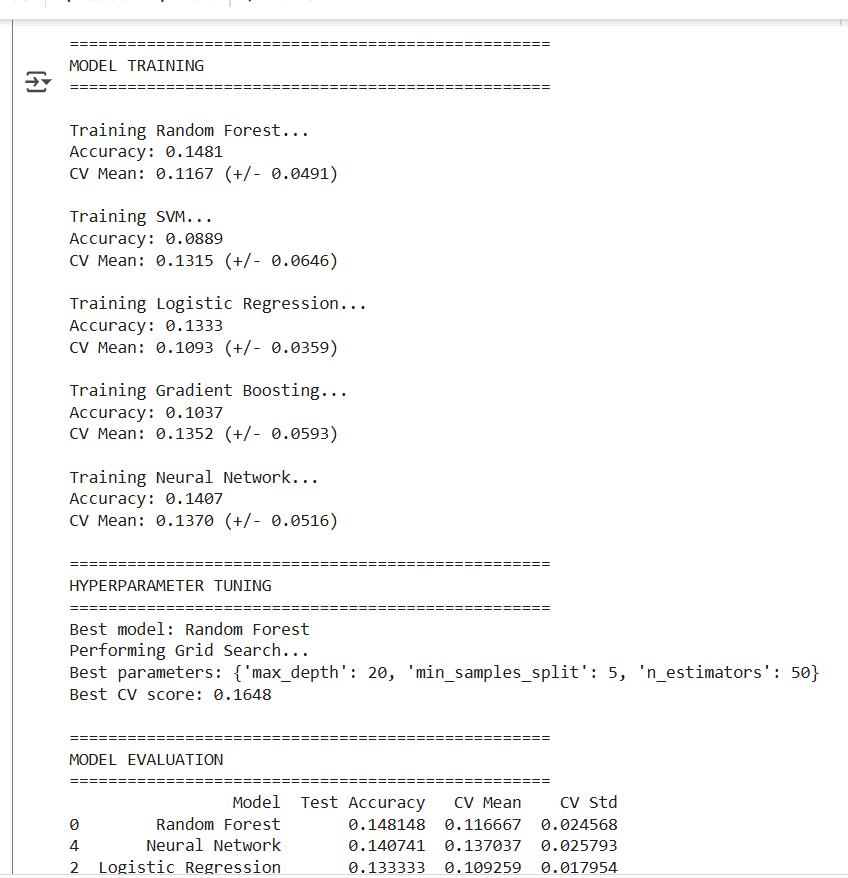 ==================================================
MODEL TRAINING
==================================================
Training Random Forest...
Accuracy: 0.1481
CV Mean: 0.1167 (+/- 0.0491)
Training SVM...
Accuracy: 0.0889
CV Mean: 0.1315 (+/- 0.0646)
Training Logistic Regression...
Accuracy: 0.1333
CV Mean: 0.1093 (+/- 0.0359)
Training Gradient Boosting...
Accuracy: 0.1037
CV Mean: 0.1352 (+/- 0.0593)
Training Neural Network...
Accuracy: 0.1407
CV Mean: 0.1370 (+/- 0.0516)
==================================================
HYPERPARAMETER TUNING
==================================================
Best model: Random Forest
Performing Grid Search...
Best parameters: {'max_depth': 20, 'min_samples_split': 5, 'n_estimators': 50}
Best CV score: 0.1648
==================================================
MODEL EVALUATION
==================================================
Model Test Accuracy CV Mean CV Std
0 Random Forest 0.148148 0.116667 0.024568
4 Neural Network 0.140741 0.137037 0.025793
2 Logistic Regression 0.133333 0.109259 0.017954